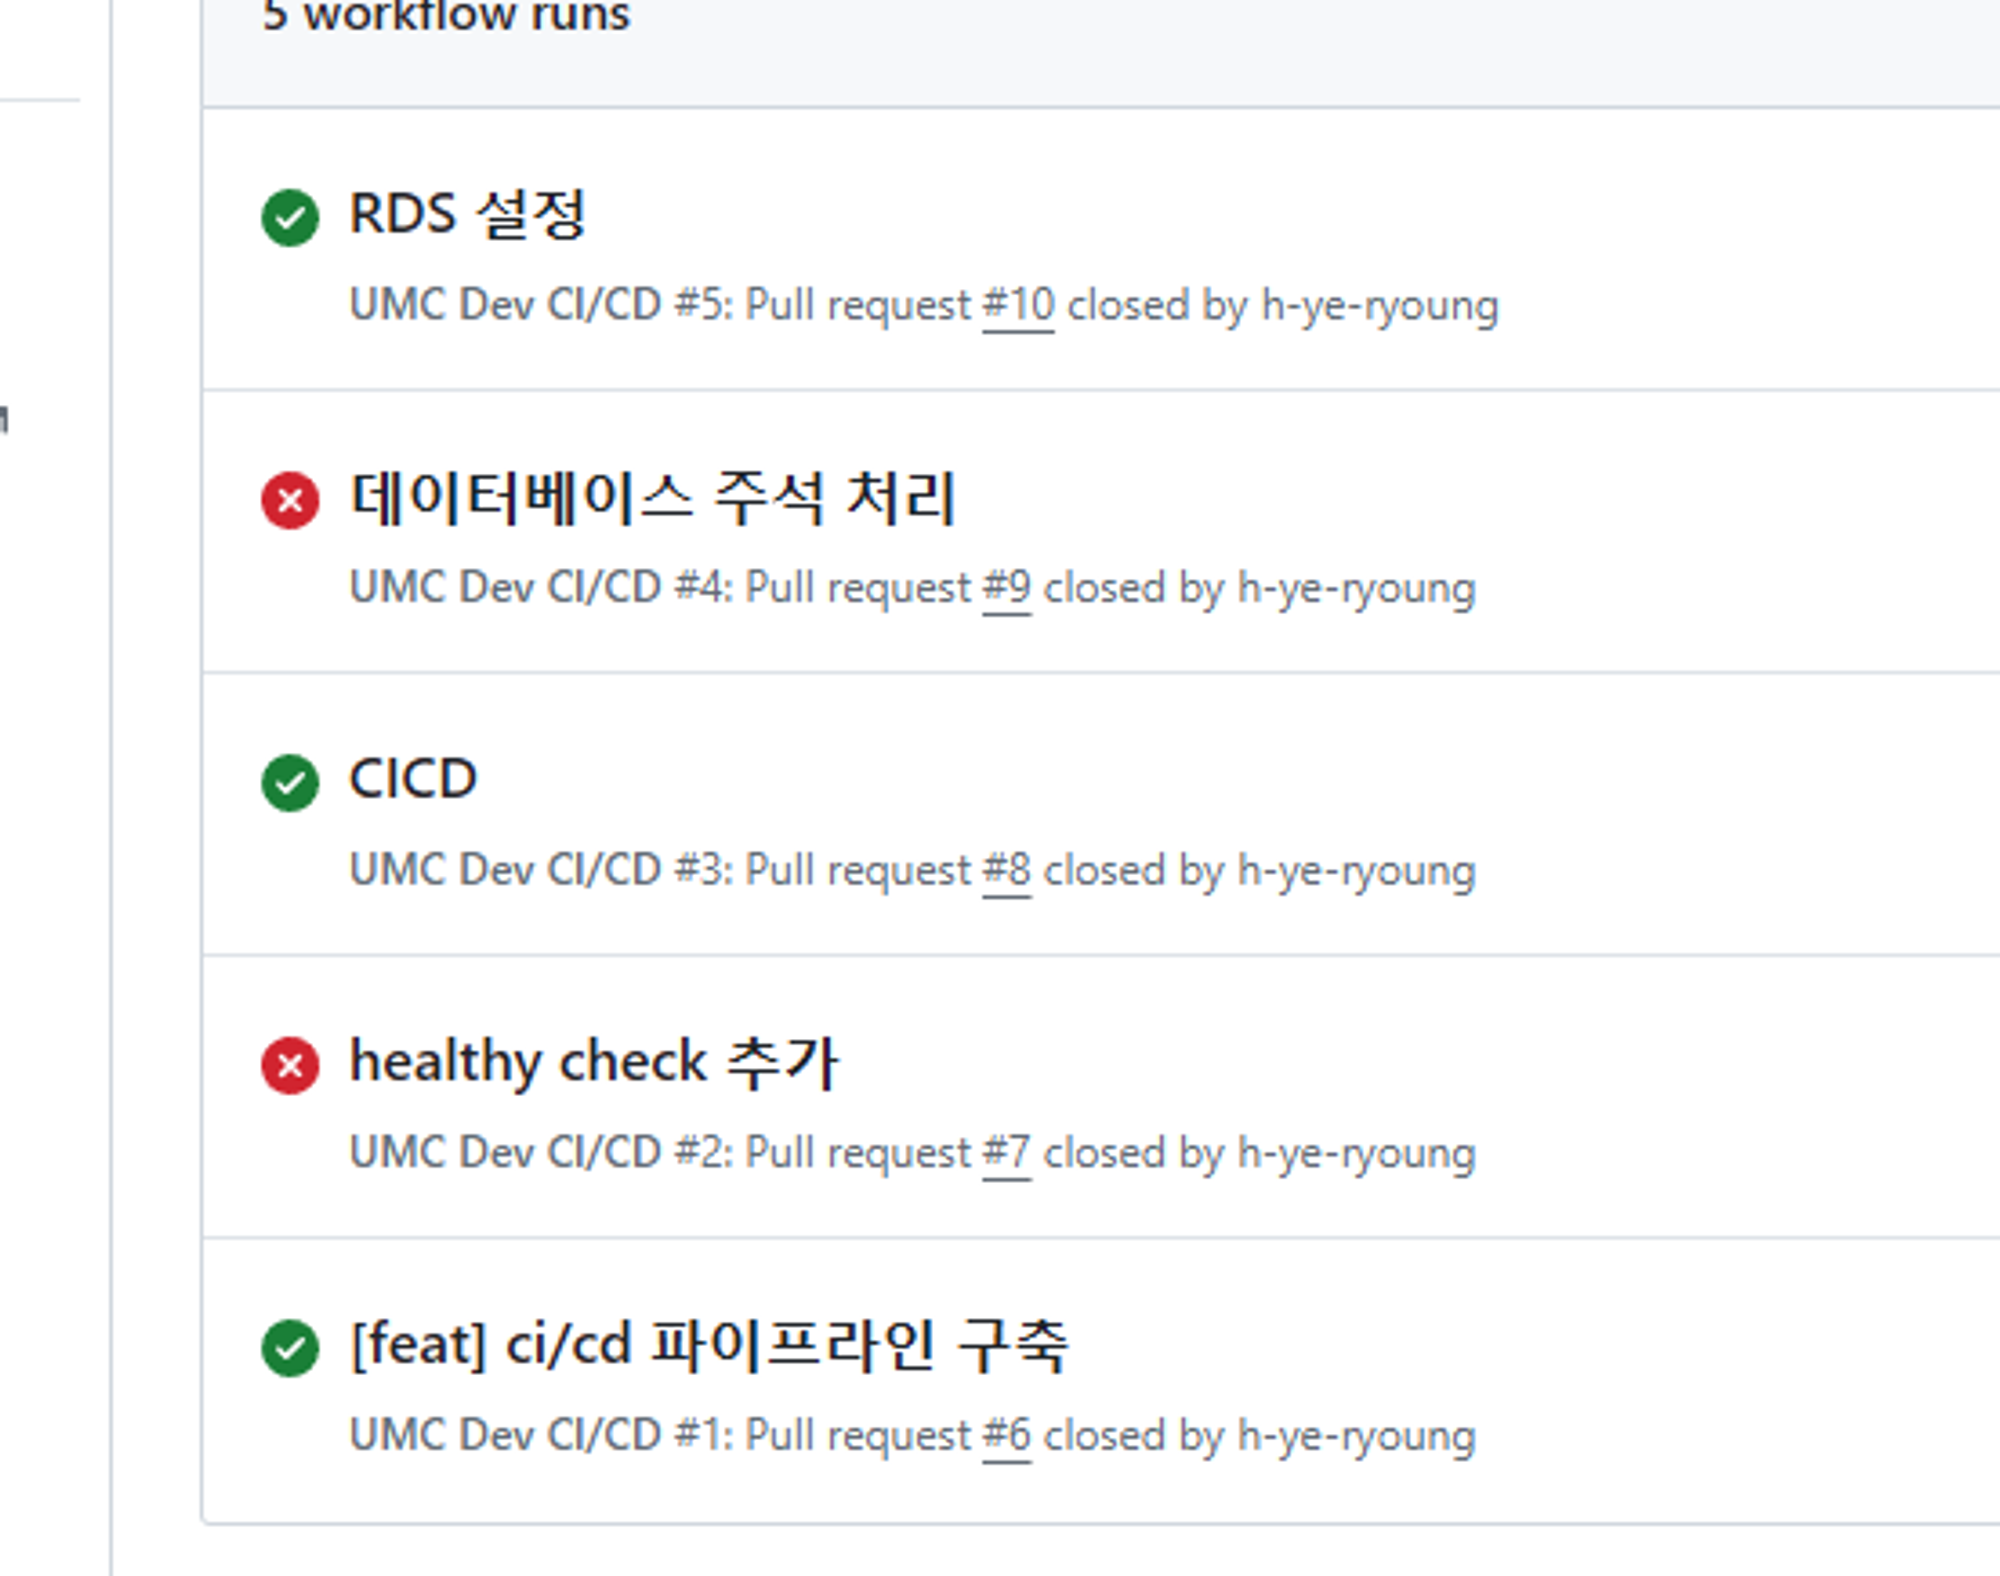 5 workflow runs
RDS 설정
UMC Dev CI/CD #5: Pull request #10 closed by h-ye-ryoung
데이터베이스 주석 처리
UMC Dev CI/CD #4: Pull request #9 closed by h-ye-ryoung
CICD
UMC Dev CI/CD #3: Pull request #8 closed by h-ye-ryoung
healthy check 추가
UMC Dev CI/CD #2: Pull request #7 closed by h-ye-ryoung
[feat] ci/cd 파이프라인 구축
UMC Dev CI/CD #1: Pull request #6 closed by h-ye-ryoung